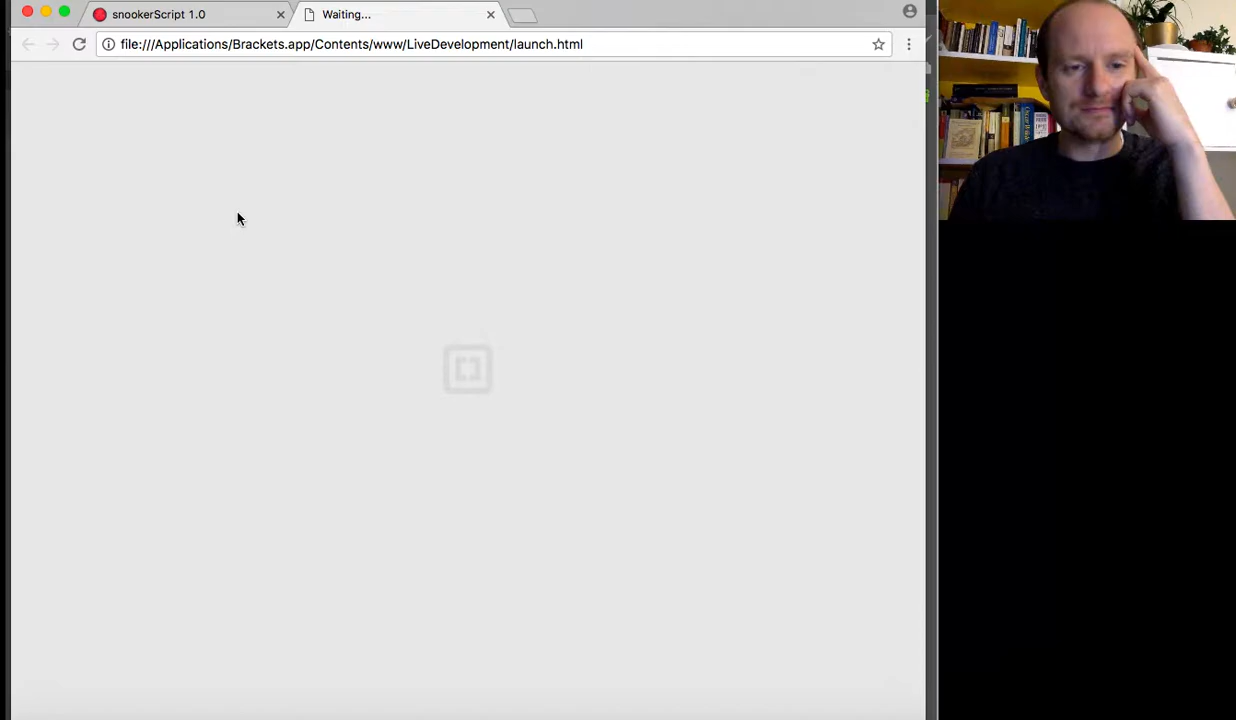 snookerScript 1.0
Waiting...
file:///Applications/Brackets.app/Contents/www/LiveDevelopment/launch.html